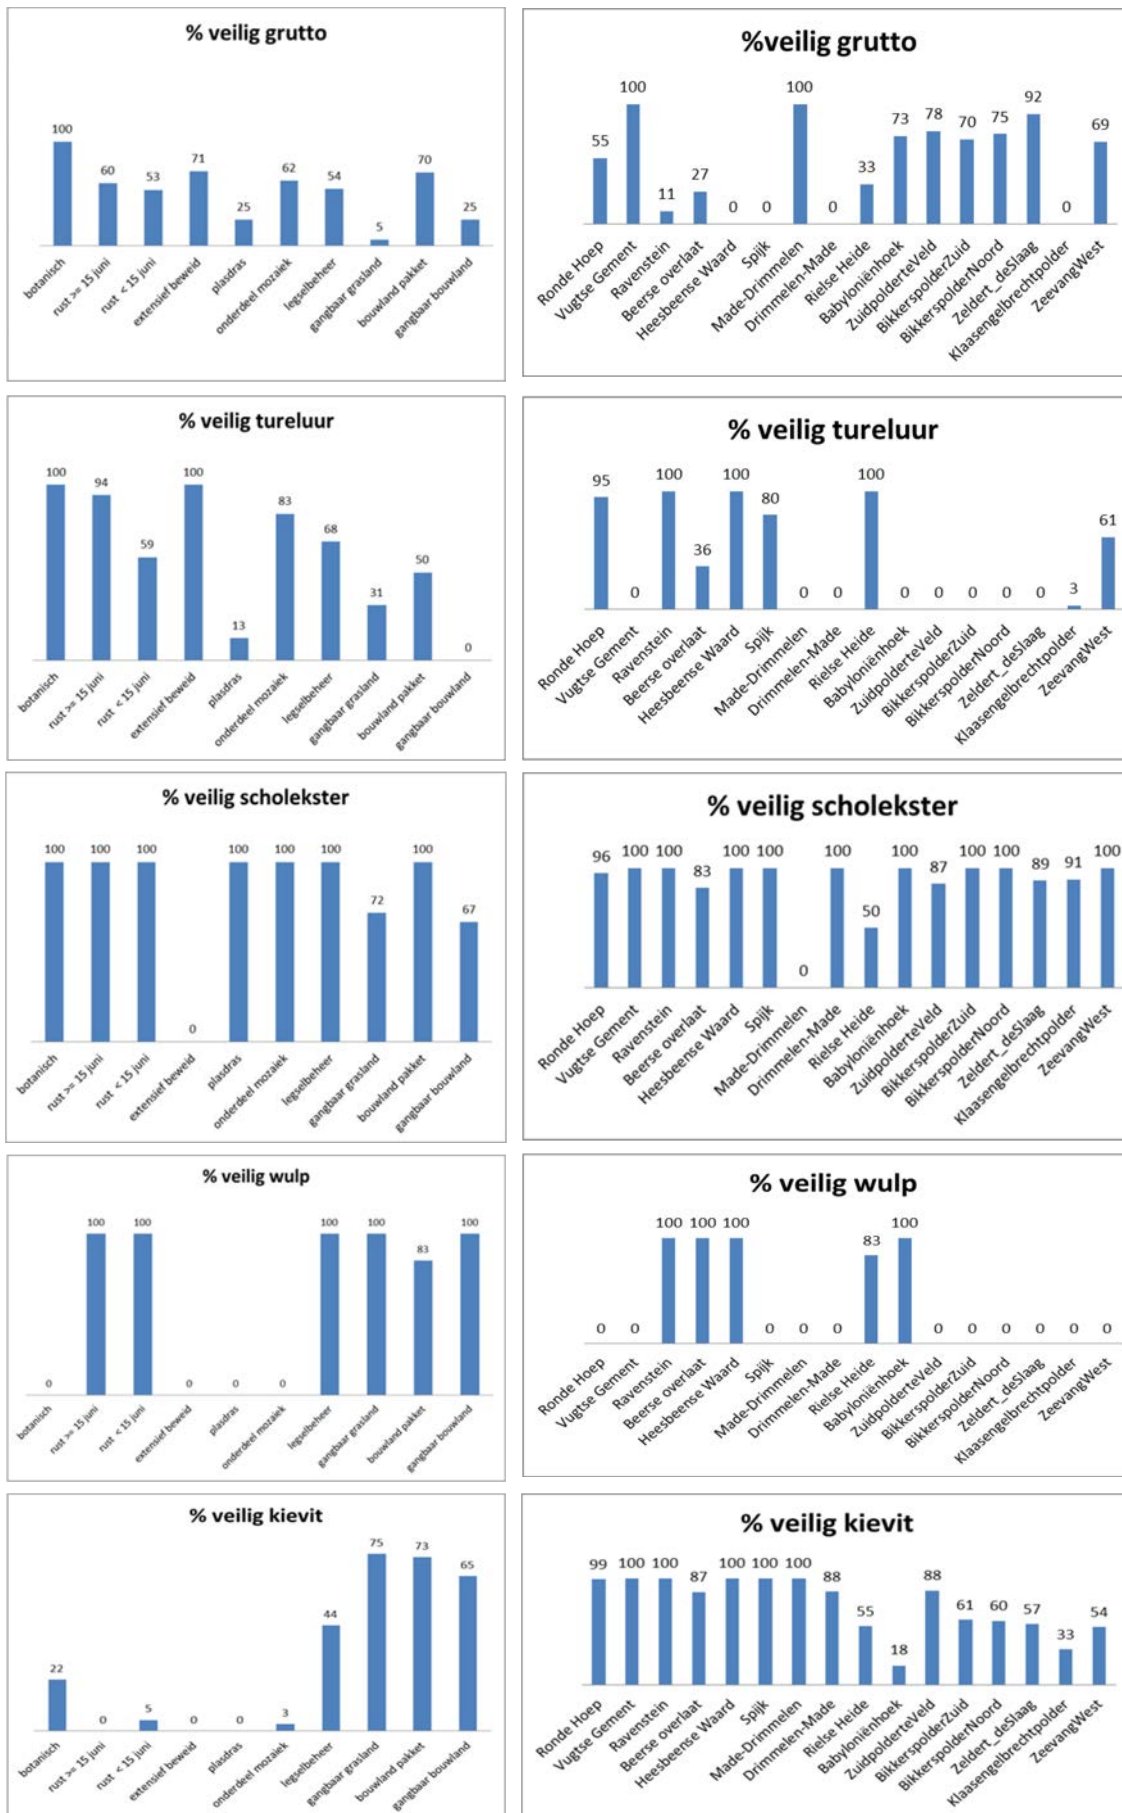 % veilig grutto
100
60
53
71
25
62
54
5
70
25
botanisch
rust >= 15 juni
rust < 15 juni
extensief beweid
plasdras
onderdeel mozaiek
legselbeheer
gangbaar grasland
bouwland pakket
gangbaar bouwland
%veilig grutto
55
100
11
27
0
0
100
0
33
73
78
70
75
92
0
69
Ronde Hoep
Vugtse Gement
Ravenstein
Beerse overlaat
Heesbeense Waard
Spijk
Made-Drimmelen
Drimmelen-Made
Rielse Heide
Babyloniënhoek
ZuidpolderteVeld
BikkerspolderZuid
BikkerspolderNoord
Zeldert_deSlaag
Klaasengelbrechtpolder
ZeevangWest
% veilig tureluur
100
94
59
100
13
83
68
31
50
0
botanisch
rust >= 15 juni
rust < 15 juni
extensief beweid
plasdras
onderdeel mozaiek
legselbeheer
gangbaar grasland
bouwland pakket
gangbaar bouwland
% veilig tureluur
95
0
100
36
100
80
0
0
100
0
0
0
0
0
3
61
Ronde Hoep
Vugtse Gement
Ravenstein
Beerse overlaat
Heesbeense Waard
Spijk
Made-Drimmelen
Drimmelen-Made
Rielse Heide
Babyloniënhoek
ZuidpolderteVeld
BikkerspolderZuid
BikkerspolderNoord
Zeldert_deSlaag
Klaasengelbrechtpolder
ZeevangWest
% veilig scholekster
100
100
100
0
100
100
100
72
100
67
botanisch
rust >= 15 juni
rust < 15 juni
extensief beweid
plasdras
onderdeel mozaiek
legselbeheer
gangbaar grasland
bouwland pakket
gangbaar bouwland
% veilig scholekster
96
100
100
83
100
100
0
100
50
100
87
100
100
89
91
100
Ronde Hoep
Vugtse Gement
Ravenstein
Beerse overlaat
Heesbeense Waard
Spijk
Made-Drimmelen
Drimmelen-Made
Rielse Heide
Babyloniënhoek
ZuidpolderteVeld
BikkerspolderZuid
BikkerspolderNoord
Zeldert_deSlaag
Klaasengelbrechtpolder
ZeevangWest
% veilig wulp
0
100
100
0
0
0
100
100
83
100
botanisch
rust >= 15 juni
rust < 15 juni
extensief beweid
plasdras
onderdeel mozaiek
legselbeheer
gangbaar grasland
bouwland pakket
gangbaar bouwland
% veilig wulp
0
0
100
100
100
0
0
0
83
100
0
0
0
0
0
0
Ronde Hoep
Vugtse Gement
Ravenstein
Beerse overlaat
Heesbeense Waard
Spijk
Made-Drimmelen
Drimmelen-Made
Rielse Heide
Babyloniënhoek
ZuidpolderteVeld
BikkerspolderZuid
BikkerspolderNoord
Zeldert_deSlaag
Klaasengelbrechtpolder
ZeevangWest
% veilig kievit
22
0
5
0
0
3
44
75
73
65
botanisch
rust >= 15 juni
rust < 15 juni
extensief beweid
plasdras
onderdeel mozaiek
legselbeheer
gangbaar grasland
bouwland pakket
gangbaar bouwland
% veilig kievit
99
100
100
87
100
100
100
88
55
18
88
61
60
57
33
54
Ronde Hoep
Vugtse Gement
Ravenstein
Beerse overlaat
Heesbeense Waard
Spijk
Made-Drimmelen
Drimmelen-Made
Rielse Heide
Babyloniënhoek
ZuidpolderteVeld
BikkerspolderZuid
BikkerspolderNoord
Zeldert_deSlaag
Klaasengelbrechtpolder
ZeevangWest